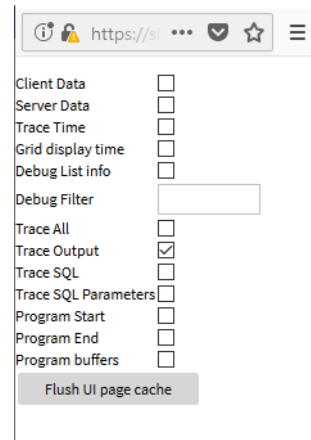 https://sl
Client Data
Server Data
Trace Time
Grid display time
Debug List info
Debug Filter
Trace All
Trace Output
Trace SQL
Trace SQL Parameters
Program Start
Program End
Program buffers
Flush UI page cache